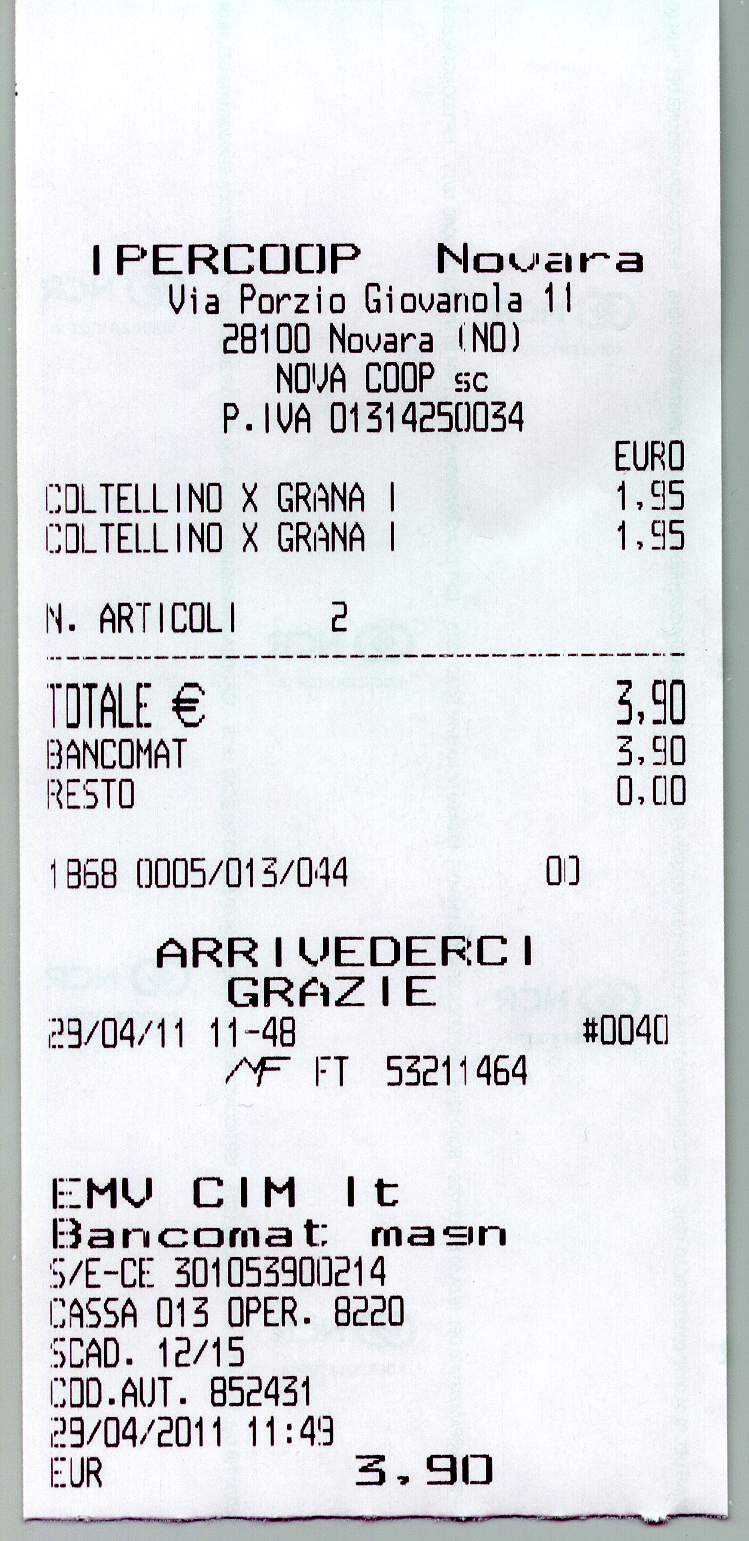 IPERCOOP Novara
Via Porzio Giovanola 11
28100 Novara (NO)
NOVA COOP sc
P.IVA 01314250034
EURO
COLTELLINO X GRANA I 1,95
COLTELLINO X GRANA I 1,95
N. ARTICOLI 2
TOTALE € 3,90
BANCOMAT 3,90
RESTO 0,00
1868 0005/013/044 00
ARRIVEDERCI
GRAZIE
29/04/11 11-48 #0040
MF FT 53211464
EMV CIM It
Bancomat magn
S/E-CE 301053900214
CASSA 013 OPER. 8220
SCAD. 12/15
COD.AUT. 852431
29/04/2011 11:49
EUR 3,90